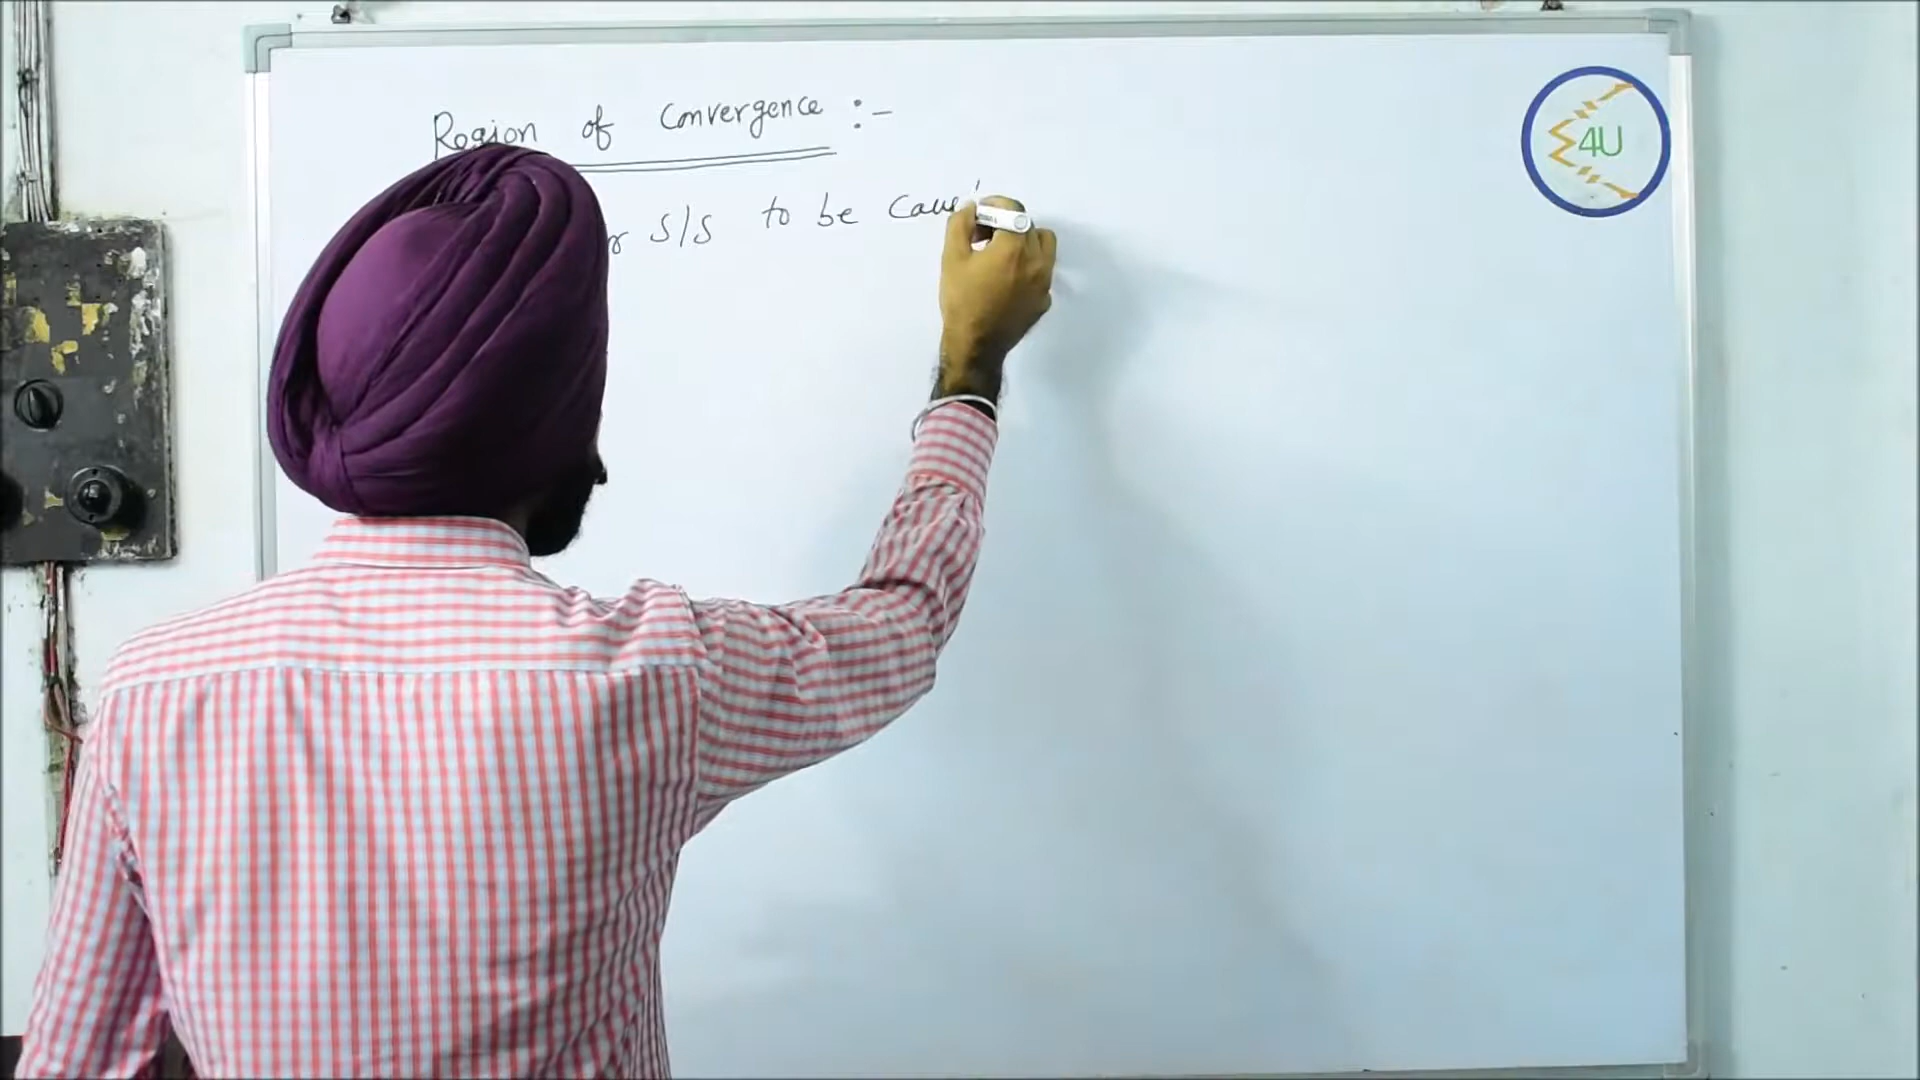 Region of Convergence :-
S/S to be
4U